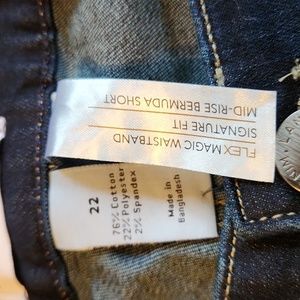 FLEX MAGIC WAISTBAND
SIGNATURE FIT
MID-RISE BERMUDA SHORT
22
76% Cotton
22% Polyester
2% Spandex
Made in
Bangladesh